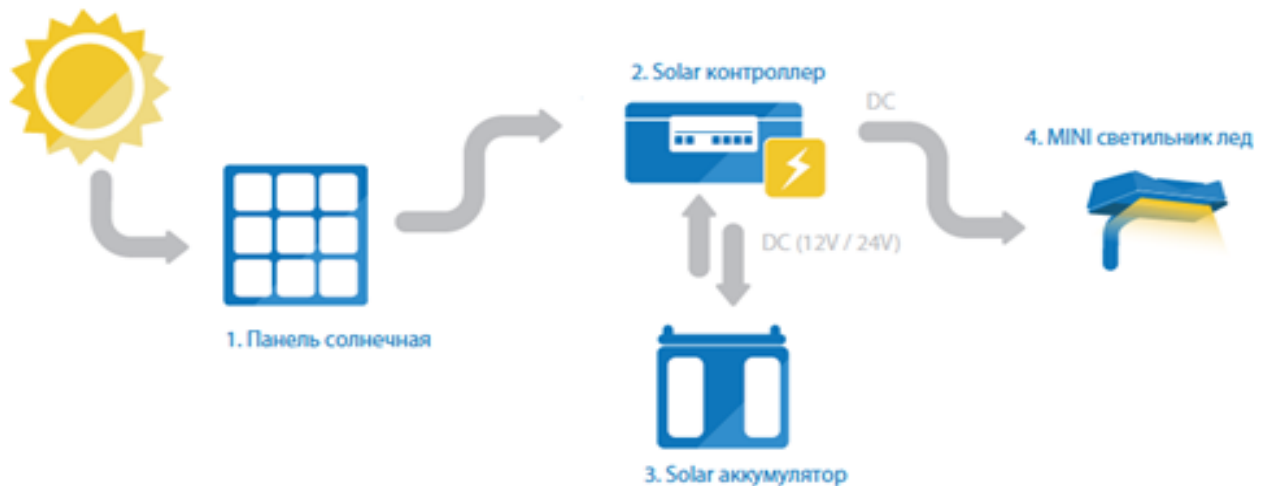 2. Solar контроллер
DC
4. MINI светильник лед
DC (12V / 24V)
1. Панель солнечная
3. Solar аккумулятор